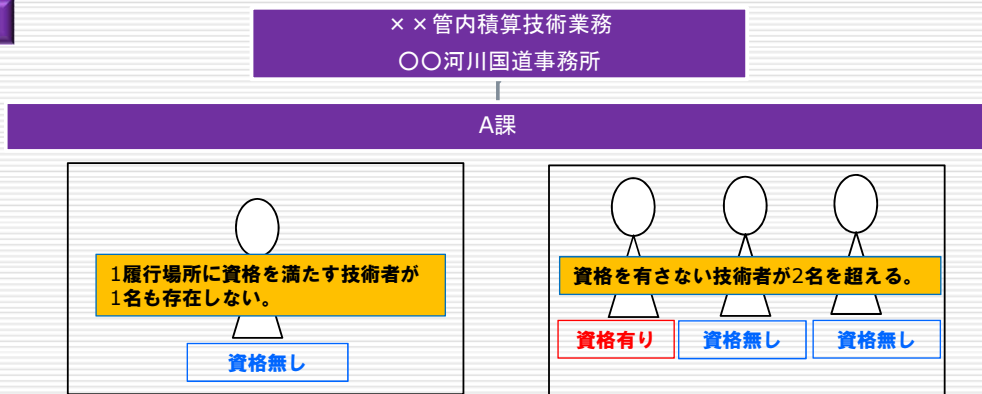 ××管内積算技術業務
〇〇河川国道事務所
A課
1履行場所に資格を満たす技術者が
1名も存在しない。
資格無し
資格を有さない技術者が2名を超える。
資格有り
資格無し
資格無し